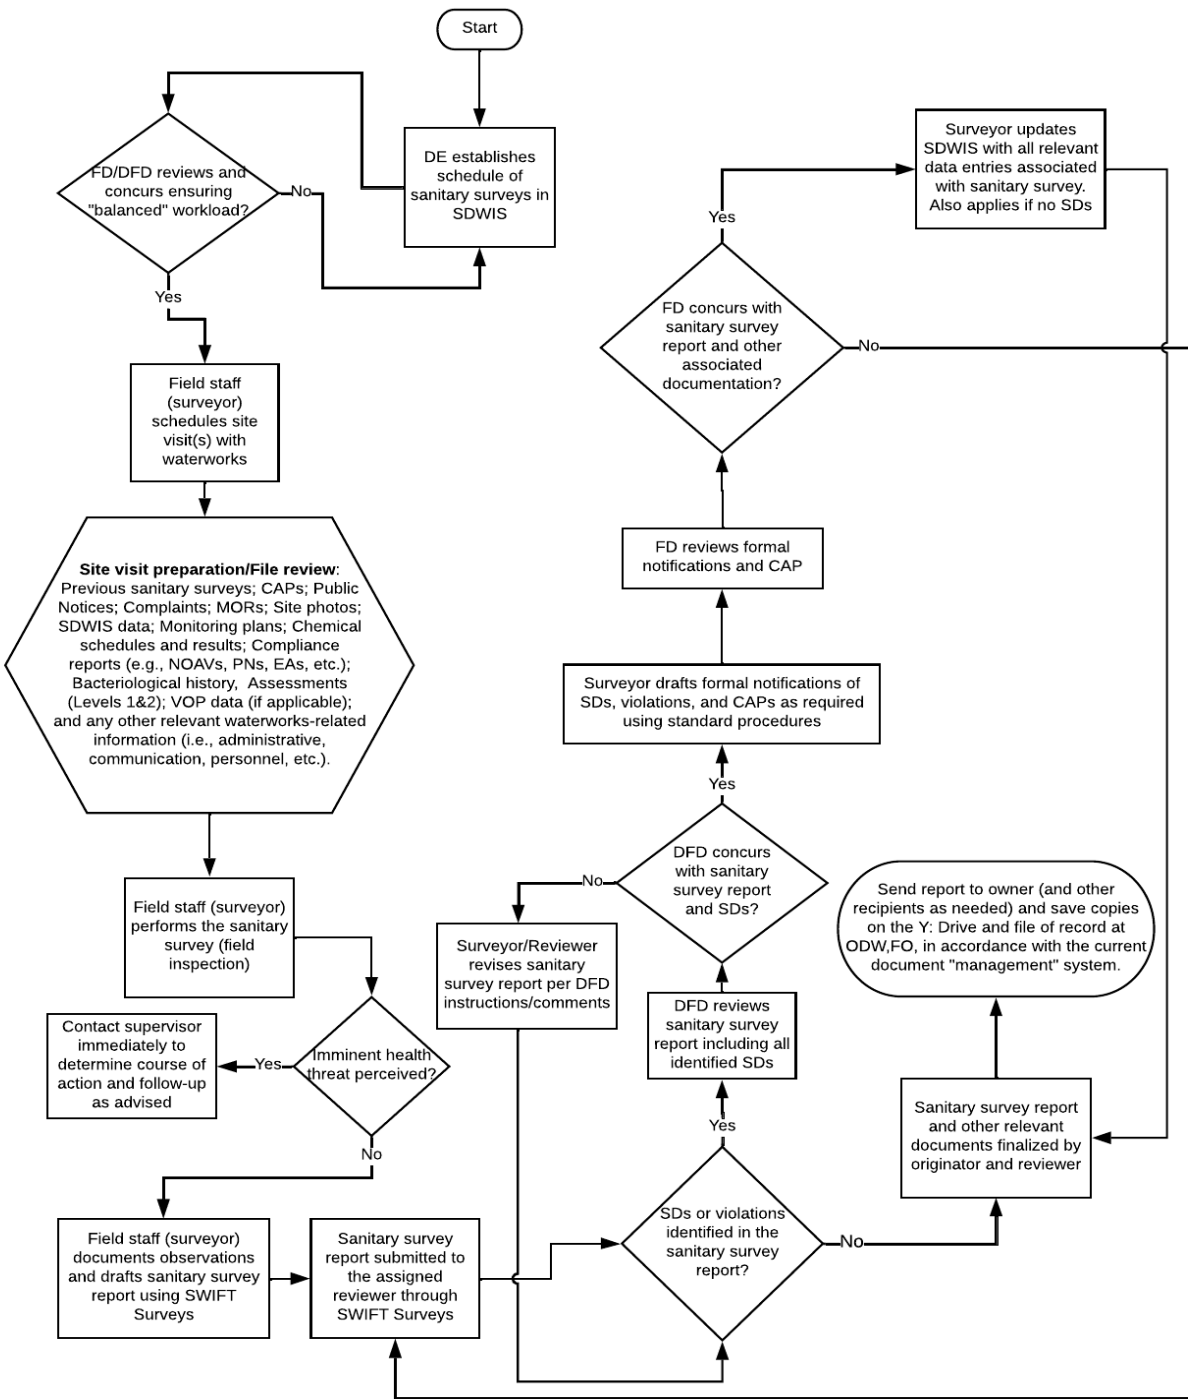 Start
DE establishes
schedule of
sanitary surveys in
SDWIS
FD/DFD reviews and
concurs ensuring
"balanced" workload?
No
Yes
Field staff
(surveyor)
schedules site
visit(s) with
waterworks
Site visit preparation/File review:
Previous sanitary surveys; CAPs; Public
Notices; Complaints; MORs; Site photos;
SDWIS data; Monitoring plans; Chemical
schedules and results; Compliance
reports (e.g., NOAVs, PNs, EAs, etc.);
Bacteriological history, Assessments
(Levels 1&2); VOP data (if applicable);
and any other relevant waterworks-related
information (i.e., administrative,
communication, personnel, etc.).
Field staff (surveyor)
performs the sanitary
survey (field
inspection)
Imminent health
threat perceived?
Yes
Contact supervisor
immediately to
determine course of
action and follow-up
as advised
No
Field staff (surveyor)
documents observations
and drafts sanitary survey
report using SWIFT
Surveys
Sanitary survey
report submitted to
the assigned
reviewer through
SWIFT Surveys
SDs or violations
identified in the
sanitary survey
report?
No
Yes
DFD reviews
sanitary survey
report including all
identified SDs
DFD concurs
with sanitary
survey report
and SDs?
No
Surveyor/Reviewer
revises sanitary
survey report per DFD
instructions/comments
Yes
Surveyor drafts formal notifications of
SDs, violations, and CAPs as required
using standard procedures
FD reviews formal
notifications and CAP
FD concurs with
sanitary survey
report and other
associated
documentation?
No
Yes
Surveyor updates
SDWIS with all relevant
data entries associated
with sanitary survey.
Also applies if no SDs
Sanitary survey report
and other relevant
documents finalized by
originator and reviewer
Send report to owner (and other
recipients as needed) and save copies
on the Y: Drive and file of record at
ODW,FO, in accordance with the current
document "management" system.